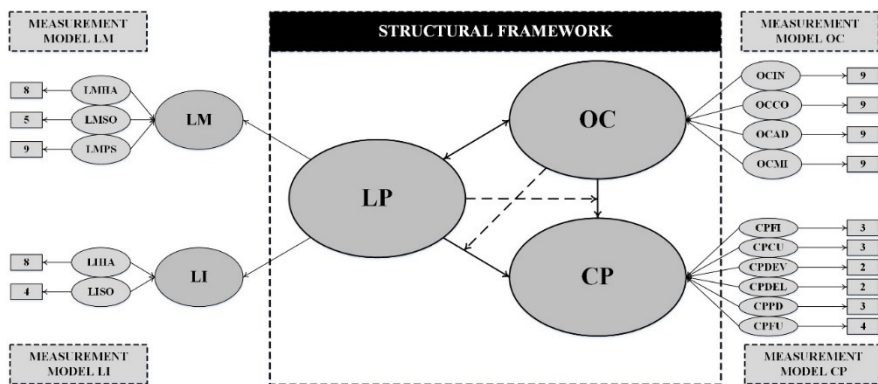 MEASUREMENT
MODEL LM
STRUCTURAL FRAMEWORK
MEASUREMENT
MODEL OC
8
LMHA
5
LMSO
9
LMPS
LM
LP
OC
OCIN
9
OCCO
9
OCAD
9
OCMI
9
8
LIHA
4
LISO
LI
CP
CPFI
3
CPCU
3
CPDEV
2
CPDEL
2
CPPD
3
CPFU
4
MEASUREMENT
MODEL LI
MEASUREMENT
MODEL CP